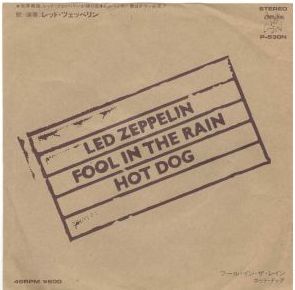 STEREO
P-530N
歌・演奏：レッド・ツェッペリン
LED ZEPPELIN
FOOL IN THE RAIN
HOT DOG
フール・イン・ザ・レイン
ホット・ドッグ
45RPM ¥600